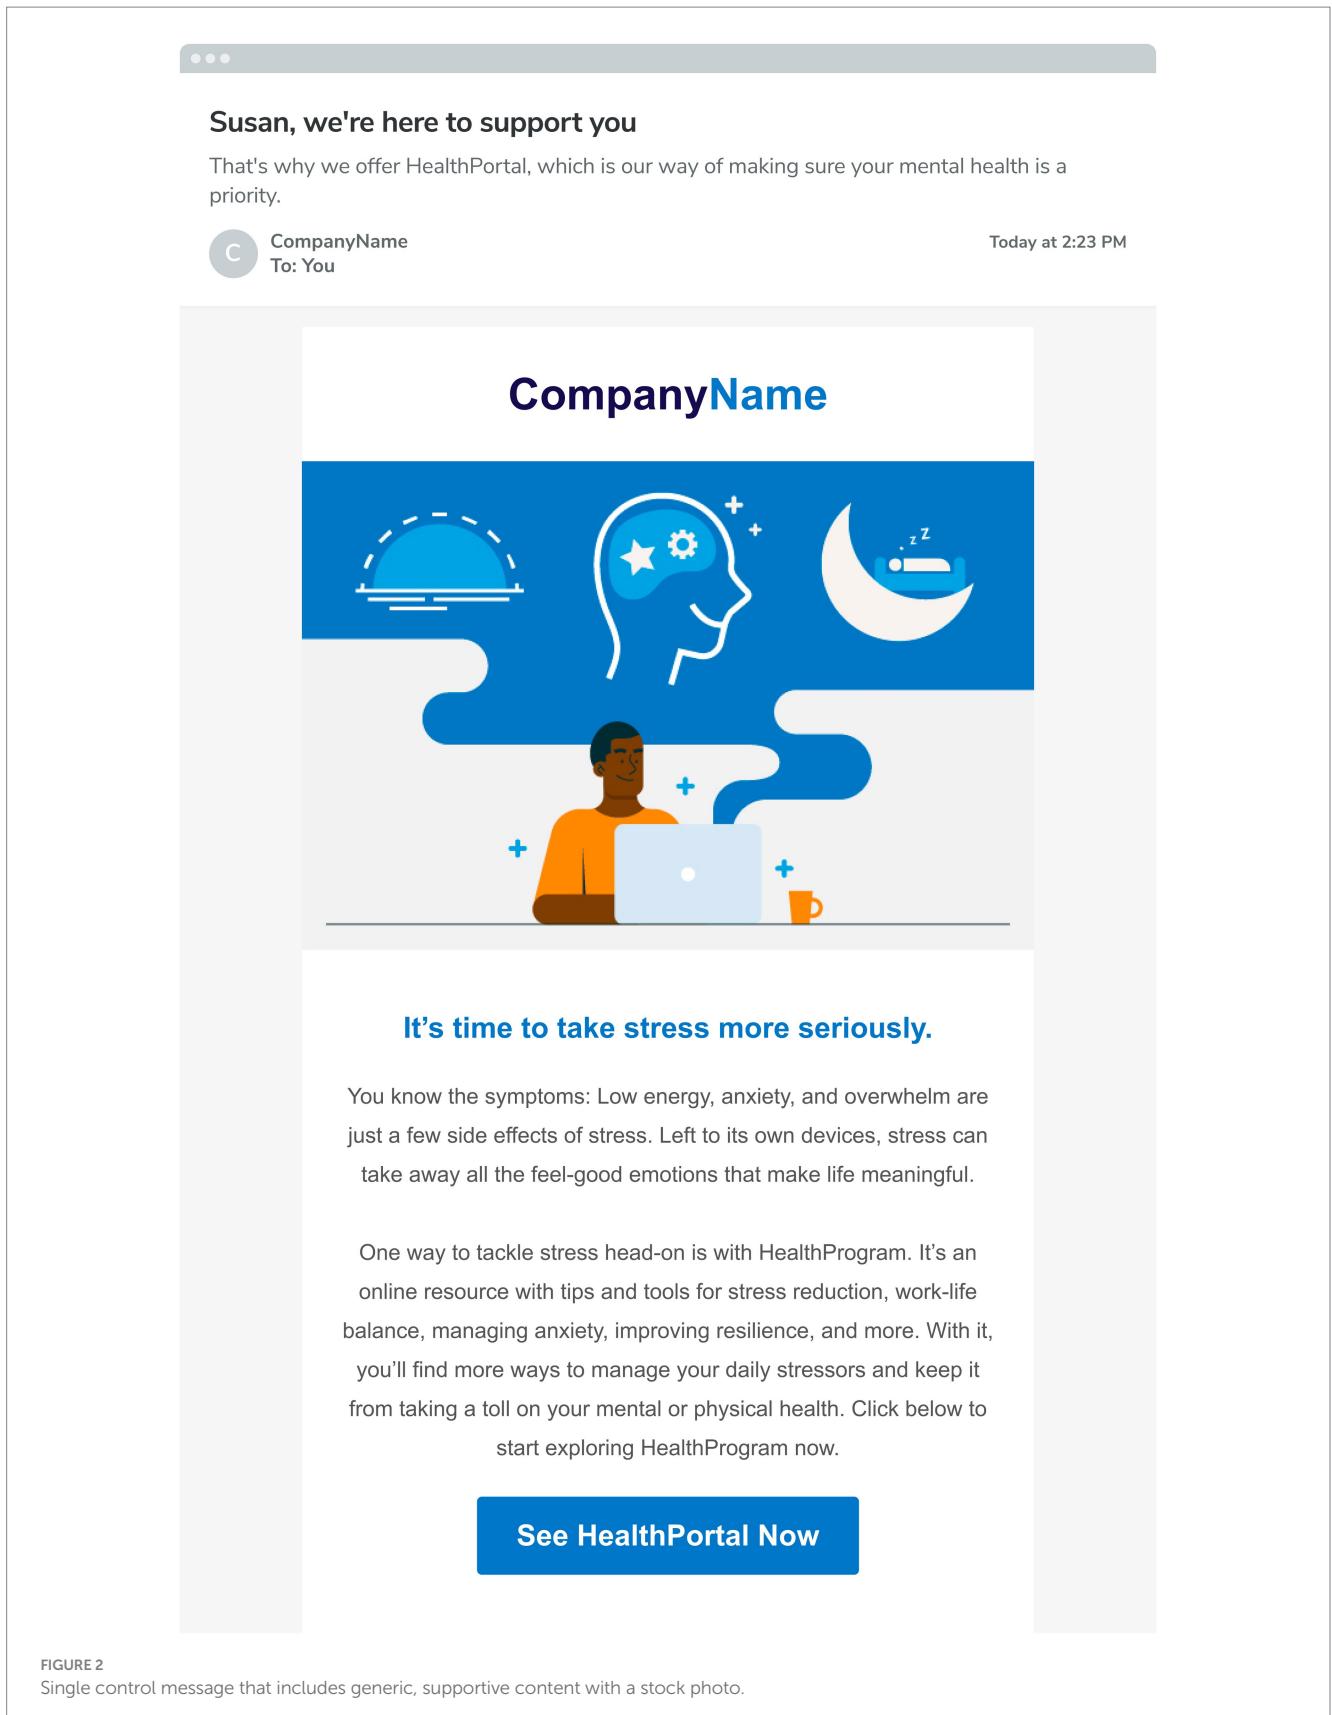 Susan, we're here to support you
That's why we offer HealthPortal, which is our way of making sure your mental health is a
priority.
C
CompanyName
To: You
Today at 2:23 PM
CompanyName
z z
It’s time to take stress more seriously.
You know the symptoms: Low energy, anxiety, and overwhelm are
just a few side effects of stress. Left to its own devices, stress can
take away all the feel-good emotions that make life meaningful.
One way to tackle stress head-on is with HealthProgram. It’s an
online resource with tips and tools for stress reduction, work-life
balance, managing anxiety, improving resilience, and more. With it,
you’ll find more ways to manage your daily stressors and keep it
from taking a toll on your mental or physical health. Click below to
start exploring HealthProgram now.
See HealthPortal Now
FIGURE 2
Single control message that includes generic, supportive content with a stock photo.